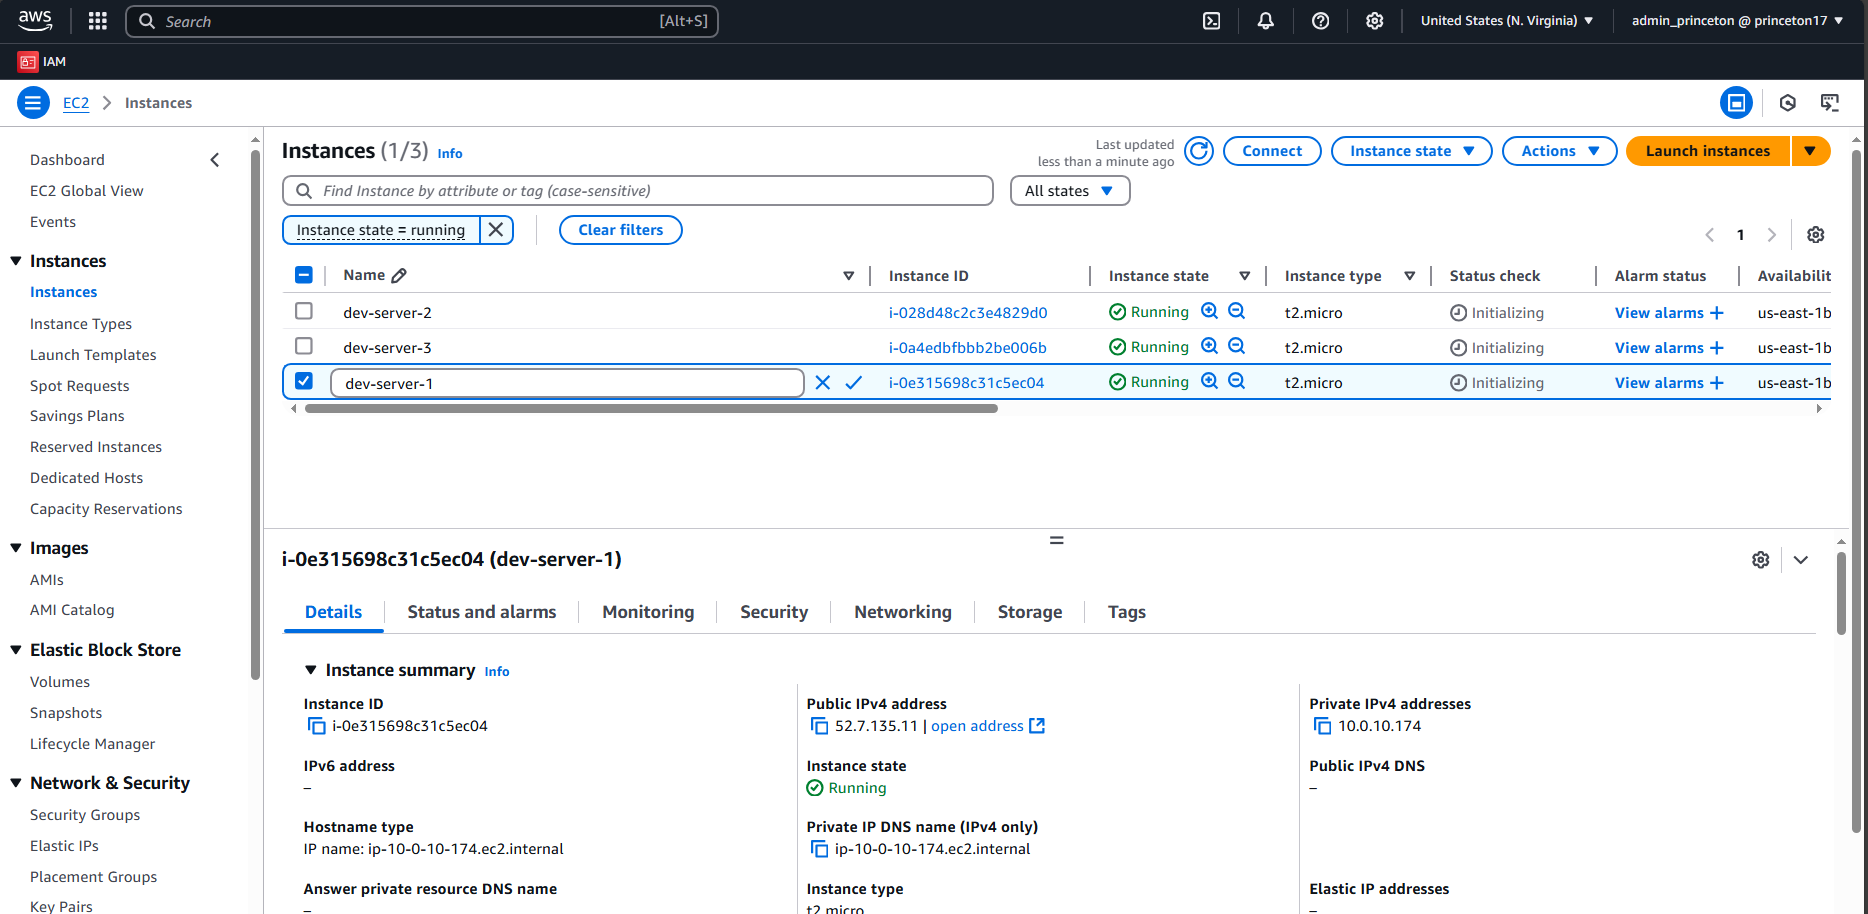 aws
Search [Alt+S]
United States (N. Virginia)
admin_princeton @ princeton17
IAM
EC2 Instances
Dashboard
EC2 Global View
Events
Instances
Instances
Instance Types
Launch Templates
Spot Requests
Savings Plans
Reserved Instances
Dedicated Hosts
Capacity Reservations
Images
AMIs
AMI Catalog
Elastic Block Store
Volumes
Snapshots
Lifecycle Manager
Network & Security
Security Groups
Elastic IPs
Placement Groups
Key Pairs
Instances (1/3) Info
Last updated
less than a minute ago
Connect
Instance state
Actions
Launch instances
Find Instance by attribute or tag (case-sensitive)
All states
Instance state = running
Clear filters
1
Name Instance ID Instance state Instance type Status check Alarm status Availabilit
dev-server-2 i-028d48c2c3e4829d0 Running t2.micro Initializing View alarms + us-east-1b
dev-server-3 i-0a4edbfbbb2be006b Running t2.micro Initializing View alarms + us-east-1b
dev-server-1 i-0e315698c31c5ec04 Running t2.micro Initializing View alarms + us-east-1b
i-0e315698c31c5ec04 (dev-server-1)
Details Status and alarms Monitoring Security Networking Storage Tags
Instance summary Info
Instance ID
i-0e315698c31c5ec04
Public IPv4 address
52.7.135.11 | open address
Private IPv4 addresses
10.0.10.174
IPv6 address
–
Instance state
Running
Public IPv4 DNS
–
Hostname type
IP name: ip-10-0-10-174.ec2.internal
Private IP DNS name (IPv4 only)
ip-10-0-10-174.ec2.internal
Answer private resource DNS name
–
Instance type
t2.micro
Elastic IP addresses
–